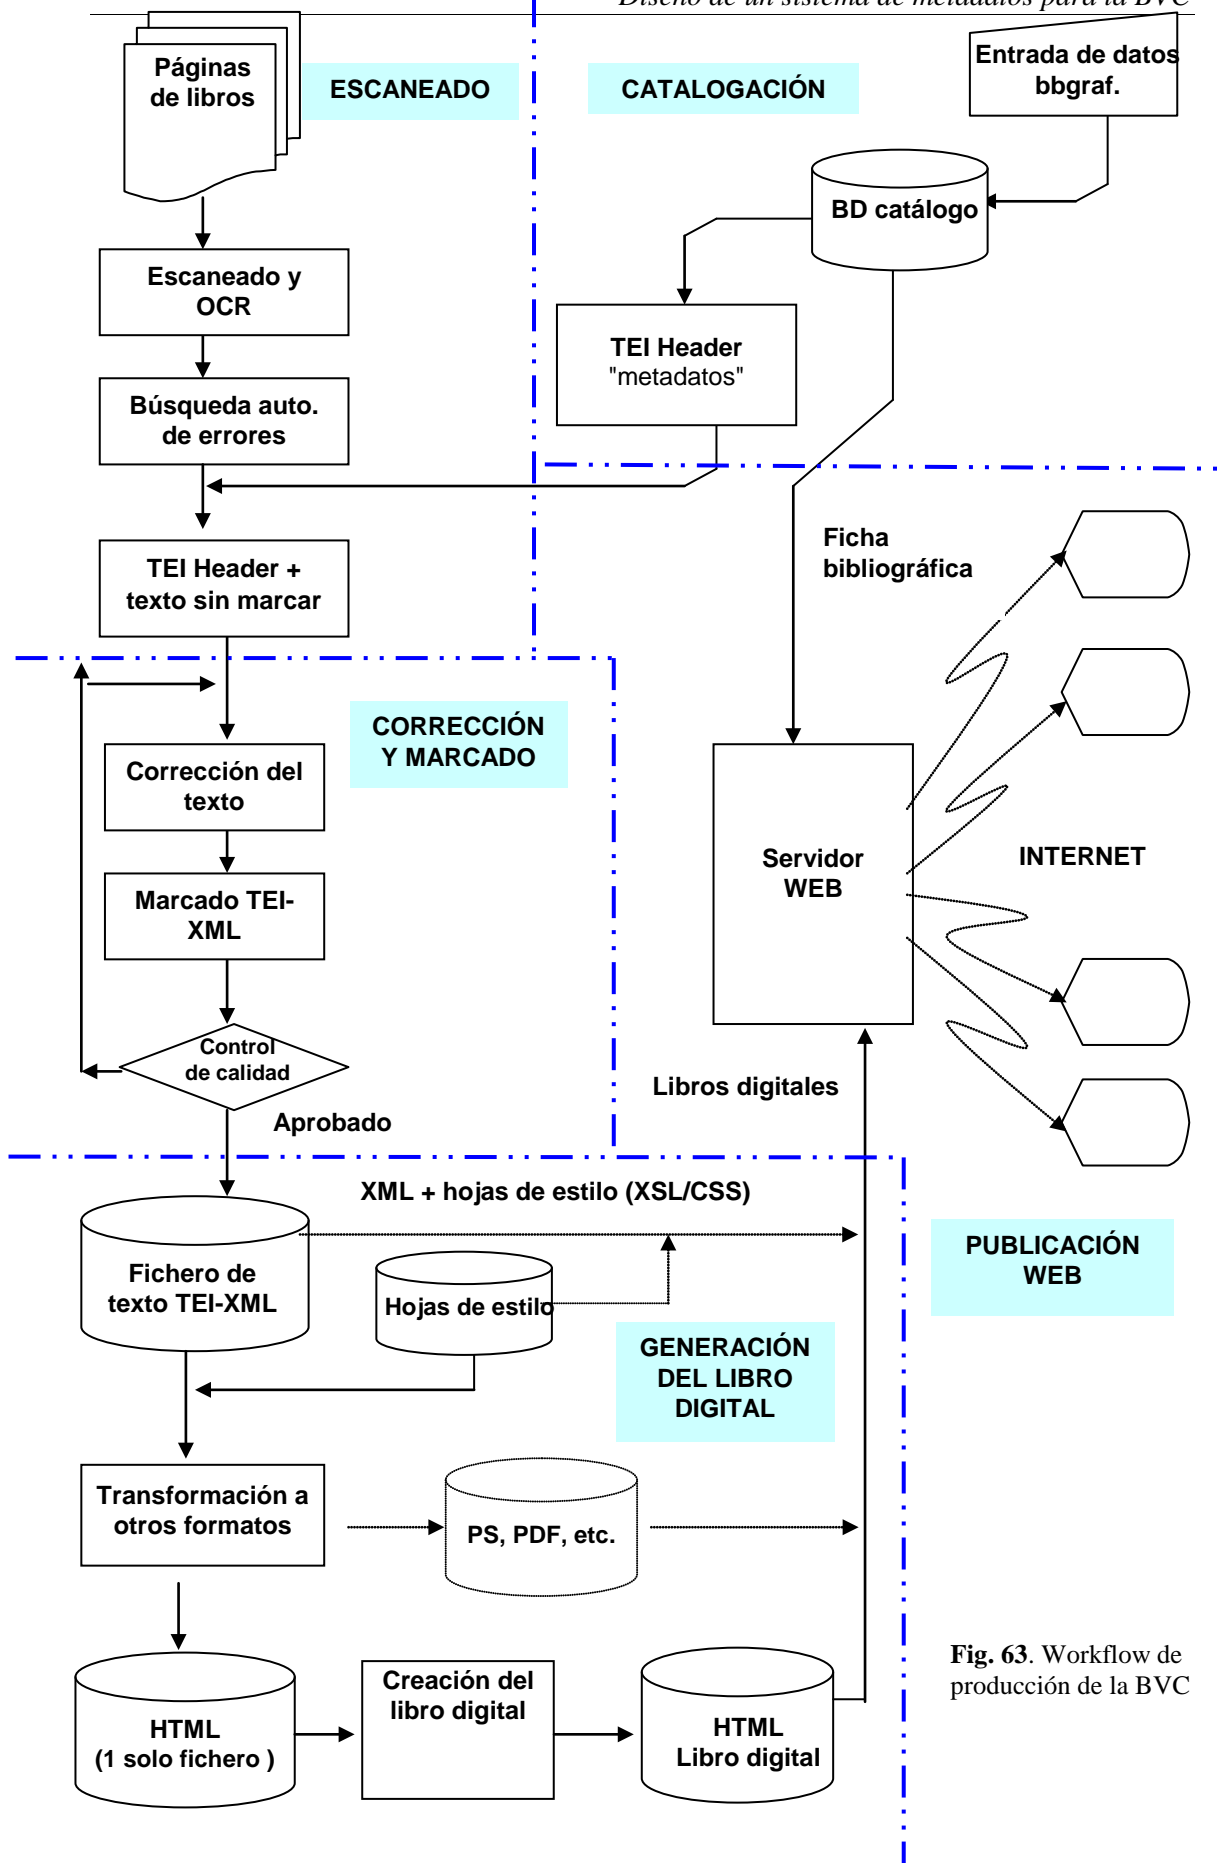 Diseño de un sistema de metadatos para la BVC
Páginas
de libros
ESCANEADO
CATALOGACIÓN
Entrada de datos
bbgraf.
BD catálogo
Escaneado y
OCR
TEI Header
"metadatos"
Búsqueda auto.
de errores
Ficha
bibliográfica
TEI Header +
texto sin marcar
CORRECCIÓN
Y MARCADO
Corrección del
texto
Servidor
WEB
INTERNET
Marcado TEI-
XML
Control
de calidad
Libros digitales
Aprobado
XML + hojas de estilo (XSL/CSS)
PUBLICACIÓN
WEB
Fichero de
texto TEI-XML
Hojas de estilo
GENERACIÓN
DEL LIBRO
DIGITAL
Transformación a
otros formatos
PS, PDF, etc.
Fig. 63. Workflow de
producción de la BVC
Creación del
libro digital
HTML
(1 solo fichero )
HTML
Libro digital